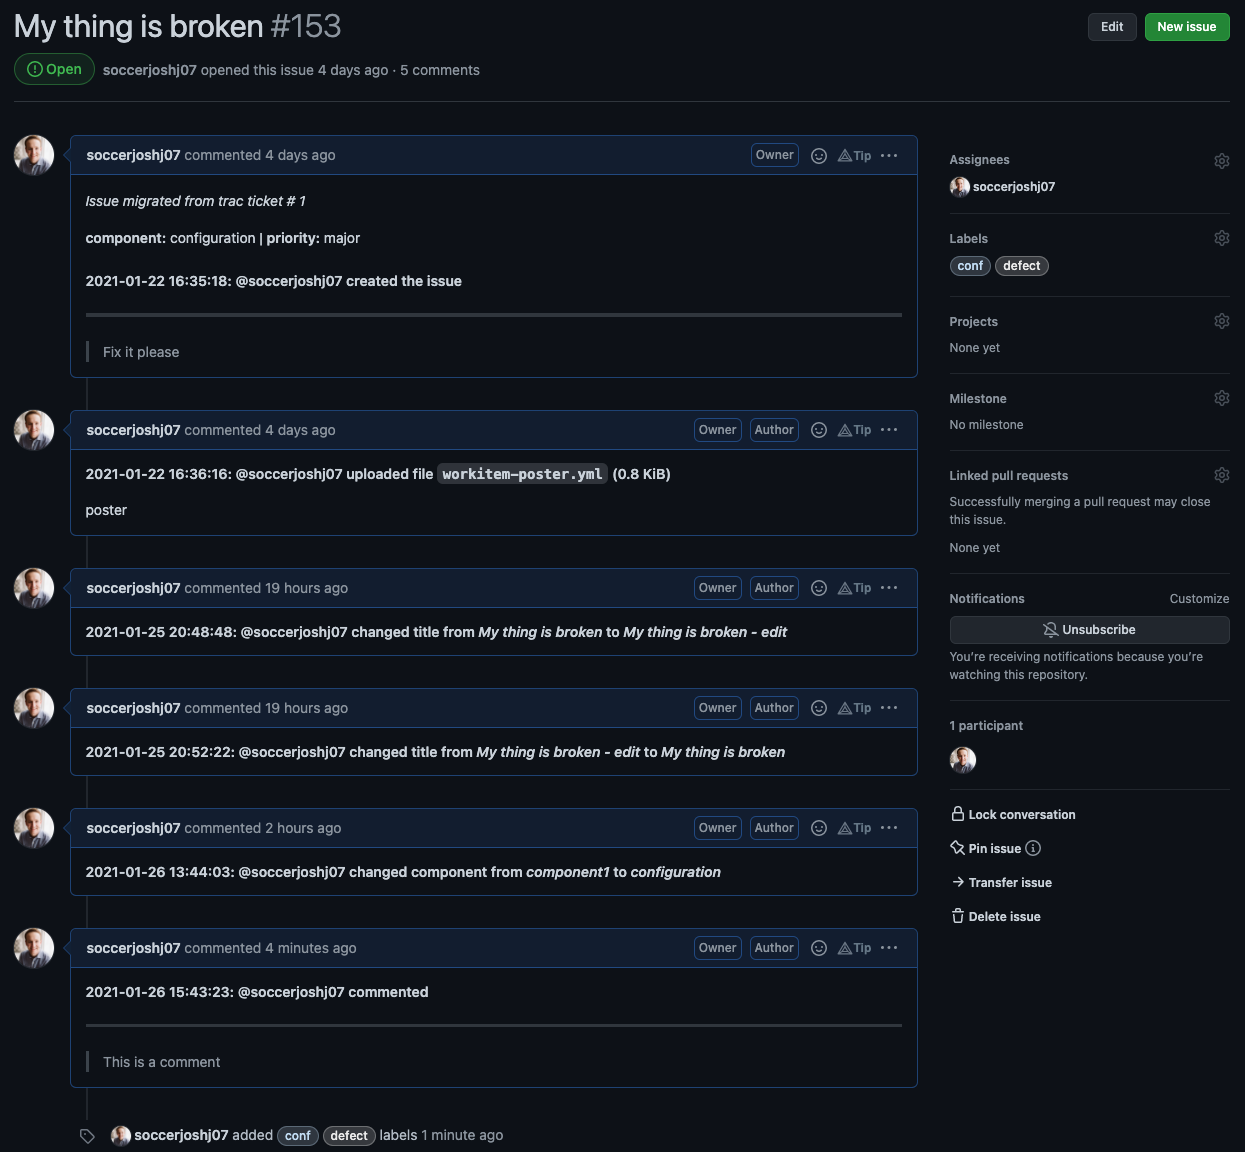 My thing is broken #153
Edit
New issue
Open
soccerjoshj07 opened this issue 4 days ago · 5 comments
soccerjoshj07 commented 4 days ago
Owner
Tip
Issue migrated from trac ticket # 1
component: configuration | priority: major
2021-01-22 16:35:18: @soccerjoshj07 created the issue
Fix it please
soccerjoshj07 commented 4 days ago
Owner
Author
Tip
2021-01-22 16:36:16: @soccerjoshj07 uploaded file workitem-poster.yml (0.8 KiB)
poster
soccerjoshj07 commented 19 hours ago
Owner
Author
Tip
2021-01-25 20:48:48: @soccerjoshj07 changed title from My thing is broken to My thing is broken - edit
soccerjoshj07 commented 19 hours ago
Owner
Author
Tip
2021-01-25 20:52:22: @soccerjoshj07 changed title from My thing is broken - edit to My thing is broken
soccerjoshj07 commented 2 hours ago
Owner
Author
Tip
2021-01-26 13:44:03: @soccerjoshj07 changed component from component1 to configuration
soccerjoshj07 commented 4 minutes ago
Owner
Author
Tip
2021-01-26 15:43:23: @soccerjoshj07 commented
This is a comment
soccerjoshj07 added conf defect labels 1 minute ago
Assignees
soccerjoshj07
Labels
conf defect
Projects
None yet
Milestone
No milestone
Linked pull requests
Successfully merging a pull request may close
this issue.
None yet
Notifications
Customize
Unsubscribe
You’re receiving notifications because you’re
watching this repository.
1 participant
Lock conversation
Pin issue
Transfer issue
Delete issue